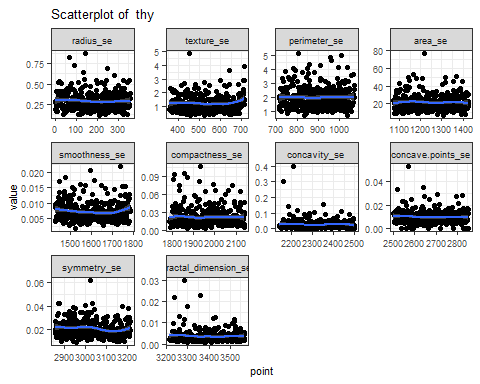 Scatterplot of thy
radius_se texture_se perimeter_se area_se
0.75 0.50 0.25
5 4 3 2 1
5 4 3 2 1
80 60 40 20
0 100 200 300
400 500 600 700
700 800 900 1000
1100 1200 1300 1400
smoothness_se compactness_se concavity_se concave.points_se
0.020 0.015 0.010 0.005
0.09 0.06 0.03 0.00
0.4 0.3 0.2 0.1 0.0
0.04 0.02 0.00
1500 1600 1700 1800
1800 1900 2000 2100
2200 2300 2400 2500
2500 2600 2700 2800
symmetry_se ractal_dimension_se
0.06 0.04 0.02
0.03 0.02 0.01 0.00
2900 3000 3100 3200
3200 3300 3400 3500
value
point